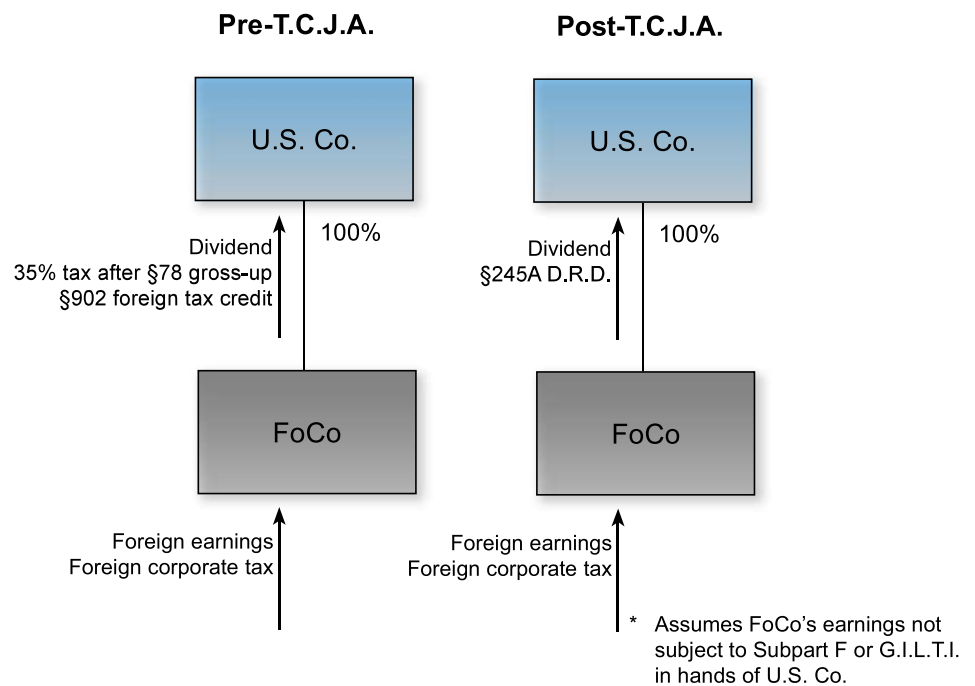 Pre-T.C.J.A.
U.S. Co.
100%
Dividend
35% tax after §78 gross-up
§902 foreign tax credit
FoCo
Foreign earnings
Foreign corporate tax
Post-T.C.J.A.
U.S. Co.
100%
Dividend
§245A D.R.D.
FoCo
Foreign earnings
Foreign corporate tax
* Assumes FoCo's earnings not
subject to Subpart F or G.I.L.T.I.
in hands of U.S. Co.